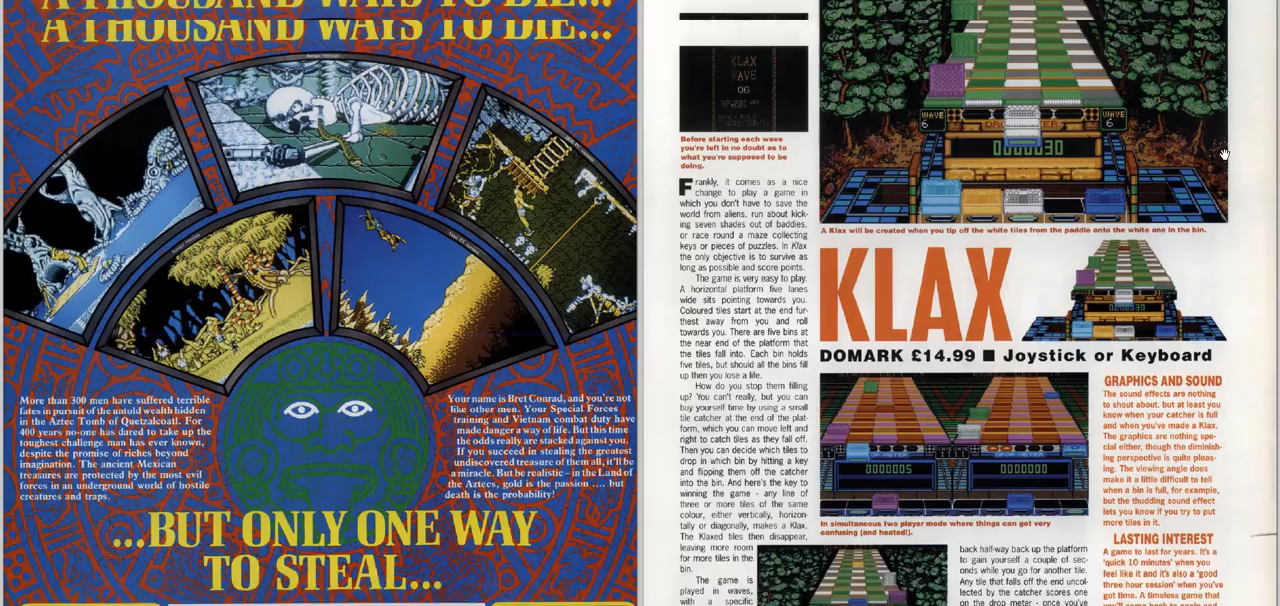 A THOUSAND WAYS TO DIE...
A THOUSAND WAYS TO DIE...
More than 300 men have suffered terrible
fates in pursuit of the untold wealth hidden
in the Aztec Tomb of Quetzalcoatl. For
400 years no-one has dared to take up the
toughest challenge man has ever known,
despite the promise of riches beyond
imagination. The ancient Mexican
treasures are protected by the most evil
forces in an underground world of hostile
creatures and traps.
Your name is Bret Conrad, and you're not
like other men. Your Special Forces
training and Vietnam combat duty have
made danger a way of life. But this time
the odds really are stacked against you.
If you succeed in stealing the greatest
undiscovered treasure of them all, it'll be
a miracle. But be realistic – in the Land of
the Aztecs, gold is the passion .... but
death is the probability!
...BUT ONLY ONE WAY
TO STEAL...
KLAX
WAVE
06
Before starting each wave
you're left in no doubt as to
what you're supposed to be
doing.
Frankly, it comes as a nice
change to play a game in
which you don't have to save the
world from aliens, run about kick-
ing seven shades out of baddies,
or race round a maze collecting
keys or pieces of puzzles. In Klax
the only objective is to survive as
long as possible and score points.
The game is very easy to play.
A horizontal platform five lanes
wide sits pointing towards you.
Coloured tiles start at the end fur-
thest away from you and roll
towards you. There are five bins at
the near end of the platform that
the tiles fall into. Each bin holds
five tiles, but should all the bins fill
up then you lose a life.
How do you stop them filling
up? You can't really, but you can
buy yourself time by using a small
tile catcher at the end of the plat-
form, which you can move left and
right to catch tiles as they fall off.
Then you can decide which tiles to
drop in which bin by hitting a key
and flipping them off the catcher
into the bin. And here's the key to
winning the game - any line of
three or more tiles of the same
colour, either vertically, horizon-
tally or diagonally, makes a Klax.
The Klaxed tiles then disappear,
leaving more room
for more tiles in the
bin.
The game is
played in waves,
with a specific
WAVE
6
WAVE
6
0000030
A Klax will be created when you tip off the white tiles from the paddle onto the white one in the bin.
KLAX
DOMARK £14.99 ■ Joystick or Keyboard
DROP METER
DROP METER
0000005
0000000
In simultaneous two player mode where things can get very
confusing (and heated!).
back half-way back up the platform
to gain yourself a couple of sec-
onds while you go for another tile.
Any tile that falls off the end uncol-
lected by the catcher scores one
on the drop meter - once you've
GRAPHICS AND SOUND
The sound effects are nothing
to shout about, but at least you
know when your catcher is full
and when you've made a Klax.
The graphics are nothing spe-
cial either, though the diminish-
ing perspective is quite pleas-
ing. The viewing angle does
make it a little difficult to tell
when a bin is full, for example,
but the thudding sound effect
lets you know if you try to put
more tiles in it.
LASTING INTEREST
A game to last for years. It's a
'quick 10 minutes' when you
feel like it and it's also a 'good
three hour session' when you've
got time. A timeless game that
you'll come back to again and